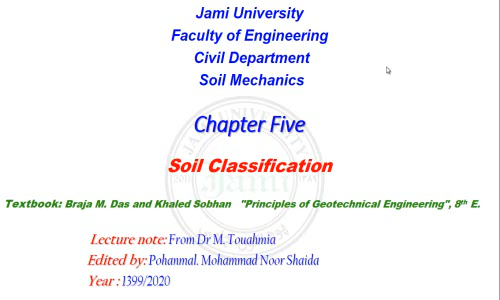 Jami University
Faculty of Engineering
Civil Department
Soil Mechanics
Chapter Five
Soil Classification
Textbook: Braja M. Das and Khaled Sobhan "Principles of Geotechnical Engineering", 8th E.
Lecture note: From Dr M. Touahmia
Edited by: Pohanmal. Mohammad Noor Shaida
Year : 1399/2020